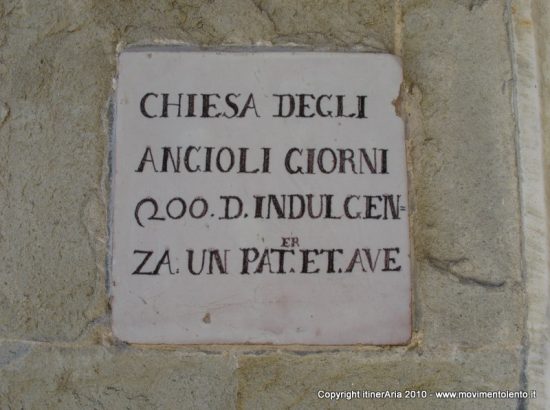 CHIESA DEGLI
ANGIOLI GIORNI
200. D. INDULGEN=
ZA. UN PAT.ER ET. AVE
Copyright itinerAria 2010 - www.movimentolento.it